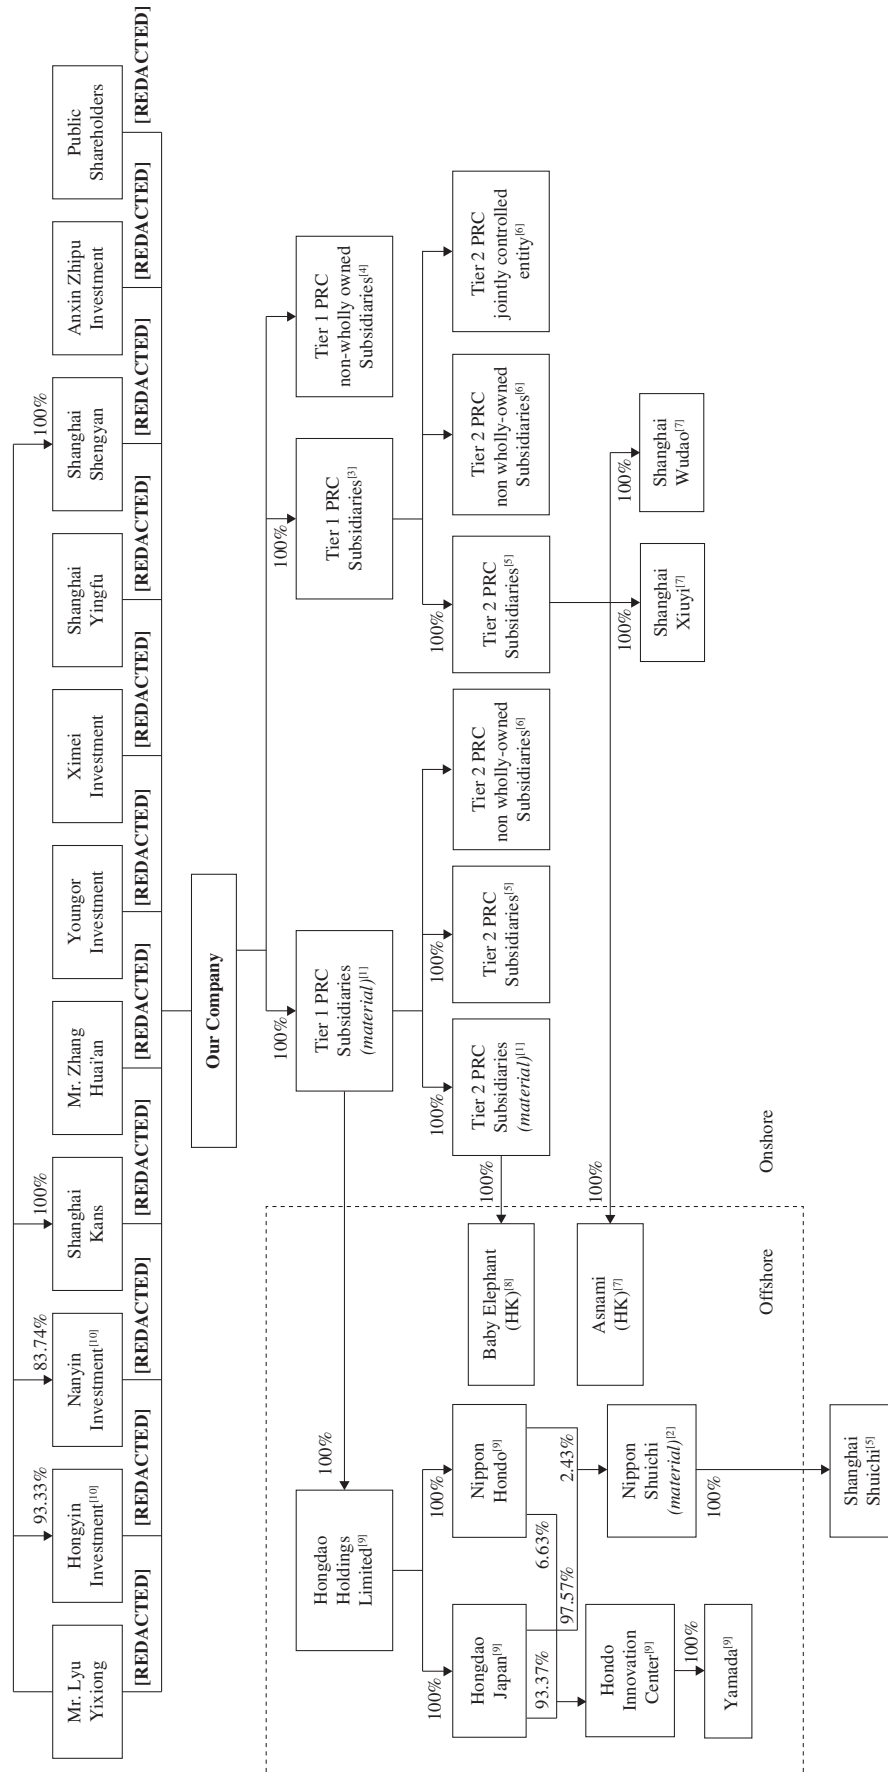 93.33%
83.74%
100%
100%
Mr. Lyu
Yixiong
Hongyin
Investment[10]
Nanyin
Investment[10]
Shanghai
Kans
Mr. Zhang
Huai'an
Youngor
Investment
Ximei
Investment
Shanghai
Yingfu
Shanghai
Shengyan
Anxin Zhipu
Investment
Public
Shareholders
[REDACTED]
[REDACTED]
[REDACTED]
[REDACTED]
[REDACTED]
[REDACTED]
[REDACTED]
[REDACTED]
[REDACTED]
[REDACTED]
[REDACTED]
Our Company
100%
100%
100%
Hongdao
Holdings
Limited[9]
Tier 1 PRC
Subsidiaries
(material)[1]
Tier 1 PRC
Subsidiaries[3]
Tier 1 PRC
non-wholly owned
Subsidiaries[4]
100%
100%
100%
100%
100%
Hongdao
Japan[9]
Nippon
Hondo[9]
Baby Elephant
(HK)[8]
100%
Tier 2 PRC
Subsidiaries
(material)[1]
Tier 2 PRC
Subsidiaries[5]
Tier 2 PRC
non wholly-owned
Subsidiaries[6]
Tier 2 PRC
Subsidiaries[5]
Tier 2 PRC
non wholly-owned
Subsidiaries[6]
Tier 2 PRC
jointly controlled
entity[6]
93.37%
6.63%
97.57%
2.43%
Hondo
Innovation
Center[9]
Nippon
Shuichi
(material)[2]
Asnami
(HK)[7]
100%
100%
100%
Shanghai
Xiuyi[7]
Shanghai
Wudao[7]
100%
100%
Yamada[9]
Offshore
Onshore
Shanghai
Shuichi[5]